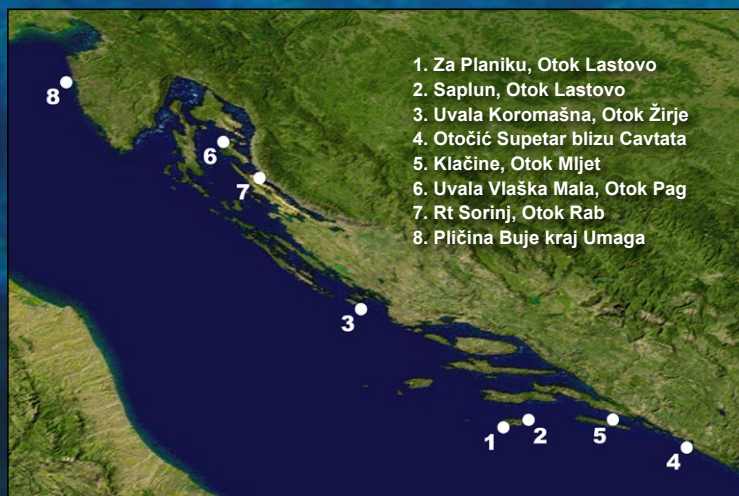 1. Za Planiku, Otok Lastovo
2. Saplun, Otok Lastovo
3. Uvala Koromašna, Otok Žirje
4. Otočić Supetar blizu Cavtata
5. Klačine, Otok Mljet
6. Uvala Vlaška Mala, Otok Pag
7. Rt Sorinj, Otok Rab
8. Pličina Buje kraj Umaga
8
6
7
3
1
2
5
4